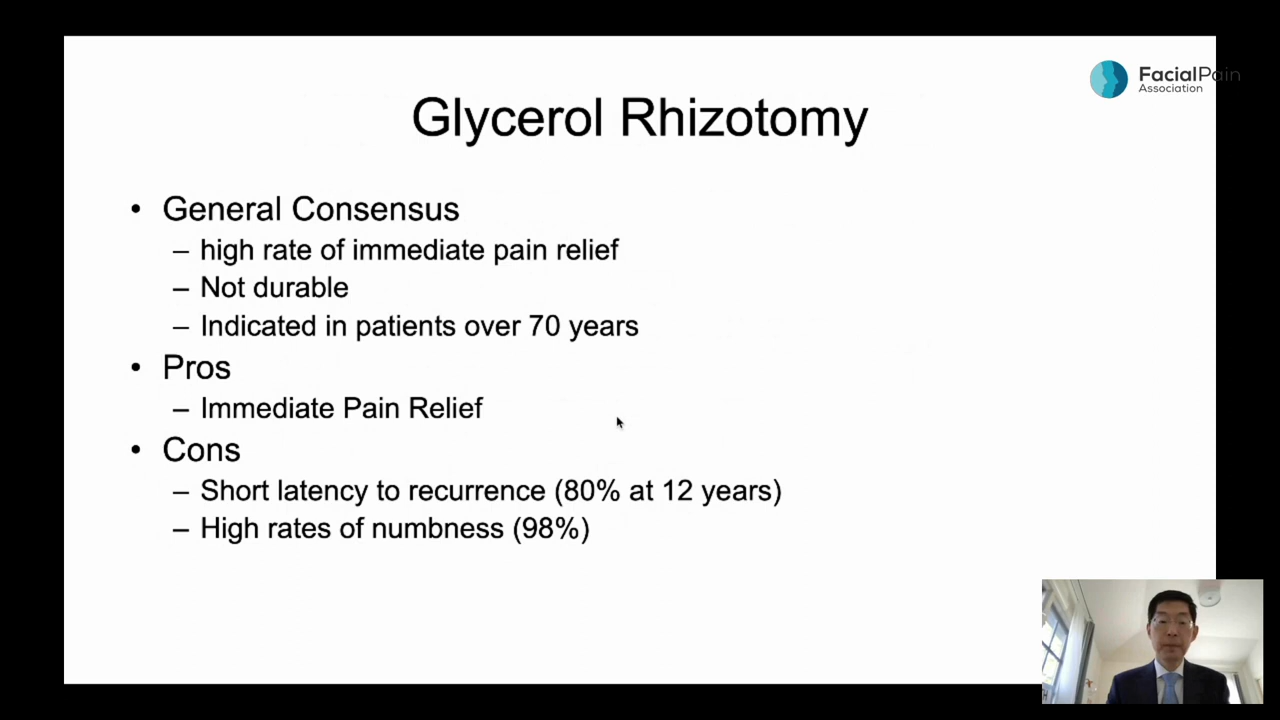 FacialPain
Association
Glycerol Rhizotomy
• General Consensus
– high rate of immediate pain relief
– Not durable
– Indicated in patients over 70 years
• Pros
– Immediate Pain Relief
• Cons
– Short latency to recurrence (80% at 12 years)
– High rates of numbness (98%)